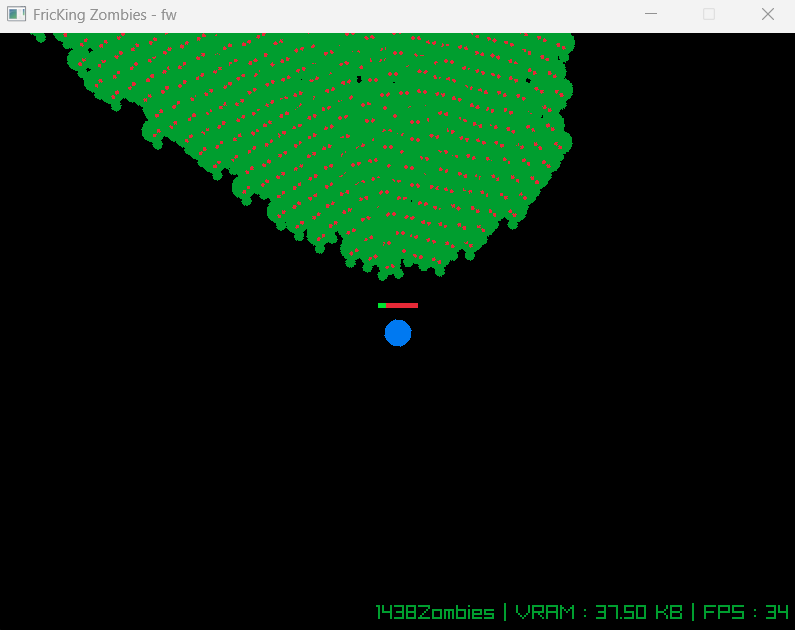 FricKing Zombies - fw
1438Zombies | VRAM : 37.50 KB | FPS : 34